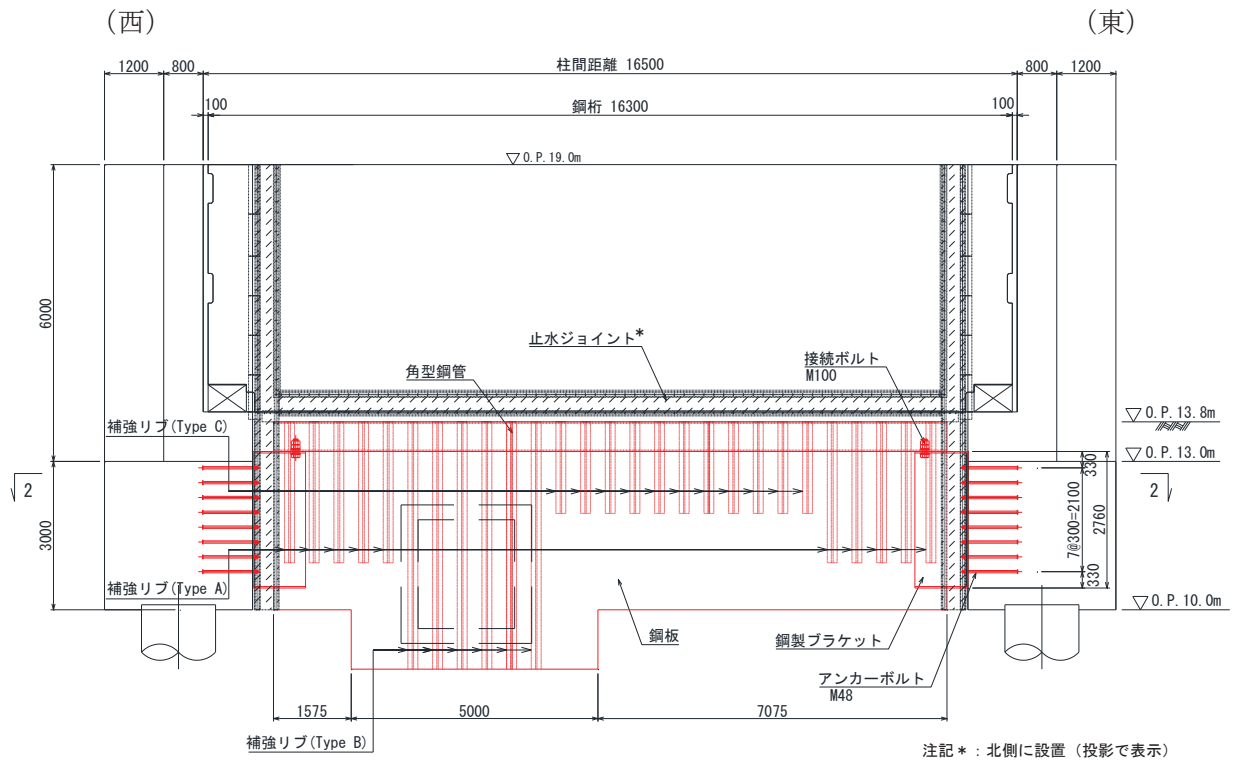 (西)
(東)
1200
800
柱間距離 16500
800
1200
100
鋼桁 16300
100
▽O.P.19.0m
6000
止水ジョイント*
接続ボルト
M100
角型鋼管
補強リブ(Type C)
▽O.P.13.8m
▽O.P.13.0m
2
2
3000
330
7@300=2100
2760
330
補強リブ(Type A)
▽O.P.10.0m
鋼板
鋼製ブラケット
アンカーボルト
M48
1575
5000
7075
補強リブ(Type B)
注記*:北側に設置(投影で表示)